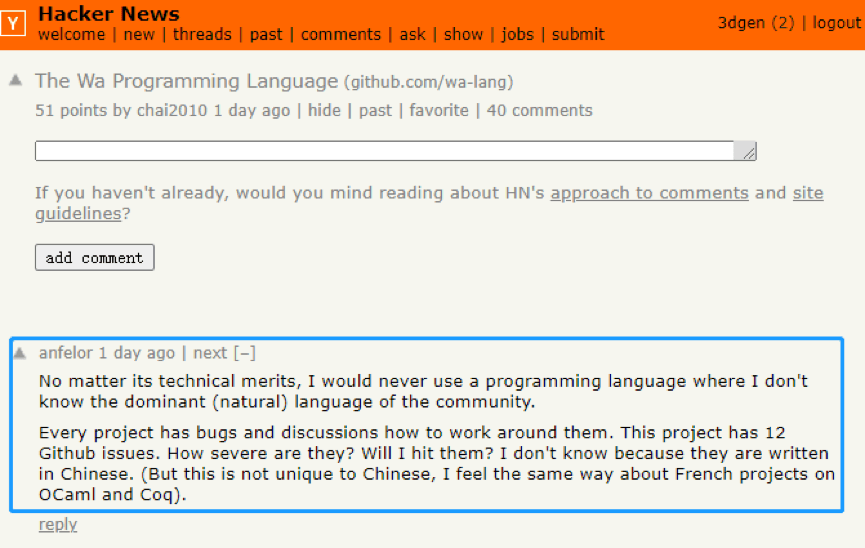 Y
Hacker News
welcome | new | threads | past | comments | ask | show | jobs | submit
3dgen (2) | logout
The Wa Programming Language (github.com/wa-lang)
51 points by chai2010 1 day ago | hide | past | favorite | 40 comments
If you haven't already, would you mind reading about HN's approach to comments and site
guidelines?
add comment
anfelor 1 day ago | next [–]
No matter its technical merits, I would never use a programming language where I don't
know the dominant (natural) language of the community.
Every project has bugs and discussions how to work around them. This project has 12
Github issues. How severe are they? Will I hit them? I don't know because they are written
in Chinese. (But this is not unique to Chinese, I feel the same way about French projects on
OCaml and Coq).
reply